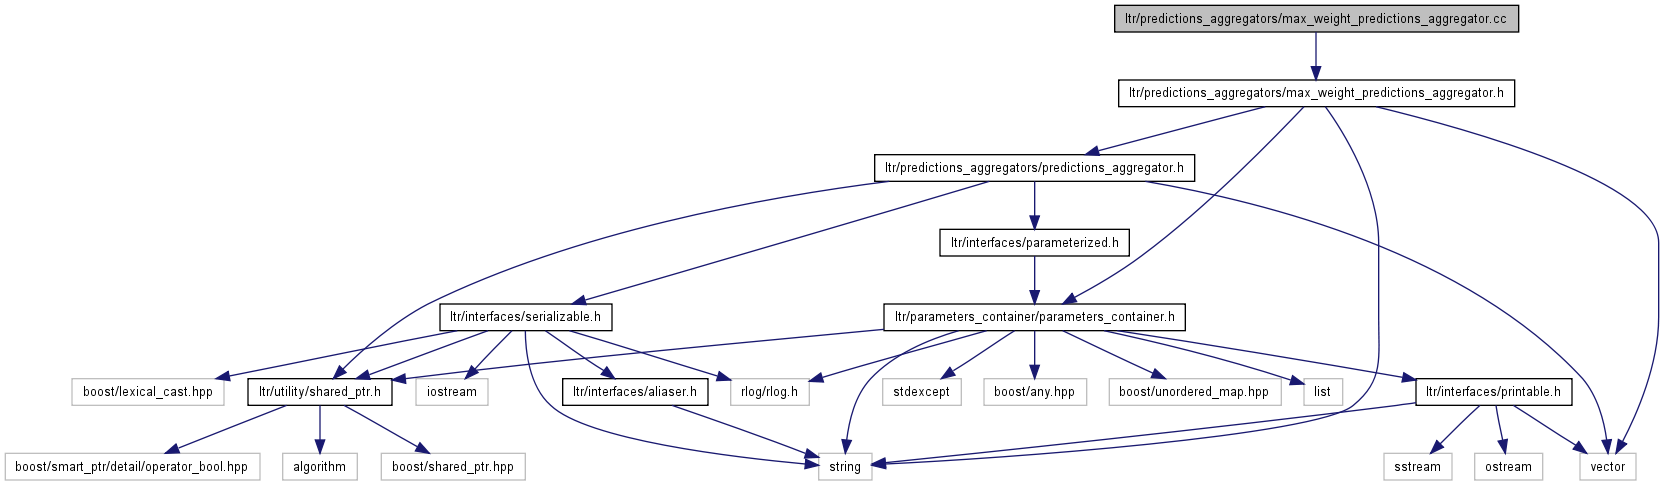 ltr/predictions_aggregators/max_weight_predictions_aggregator.cc
ltr/predictions_aggregators/max_weight_predictions_aggregator.h
ltr/predictions_aggregators/predictions_aggregator.h
ltr/interfaces/parameterized.h
ltr/interfaces/serializable.h
ltr/parameters_container/parameters_container.h
boost/lexical_cast.hpp
ltr/utility/shared_ptr.h
iostream
ltr/interfaces/aliaser.h
rlog/rlog.h
stdexcept
boost/any.hpp
boost/unordered_map.hpp
list
ltr/interfaces/printable.h
boost/smart_ptr/detail/operator_bool.hpp
algorithm
boost/shared_ptr.hpp
string
sstream
ostream
vector